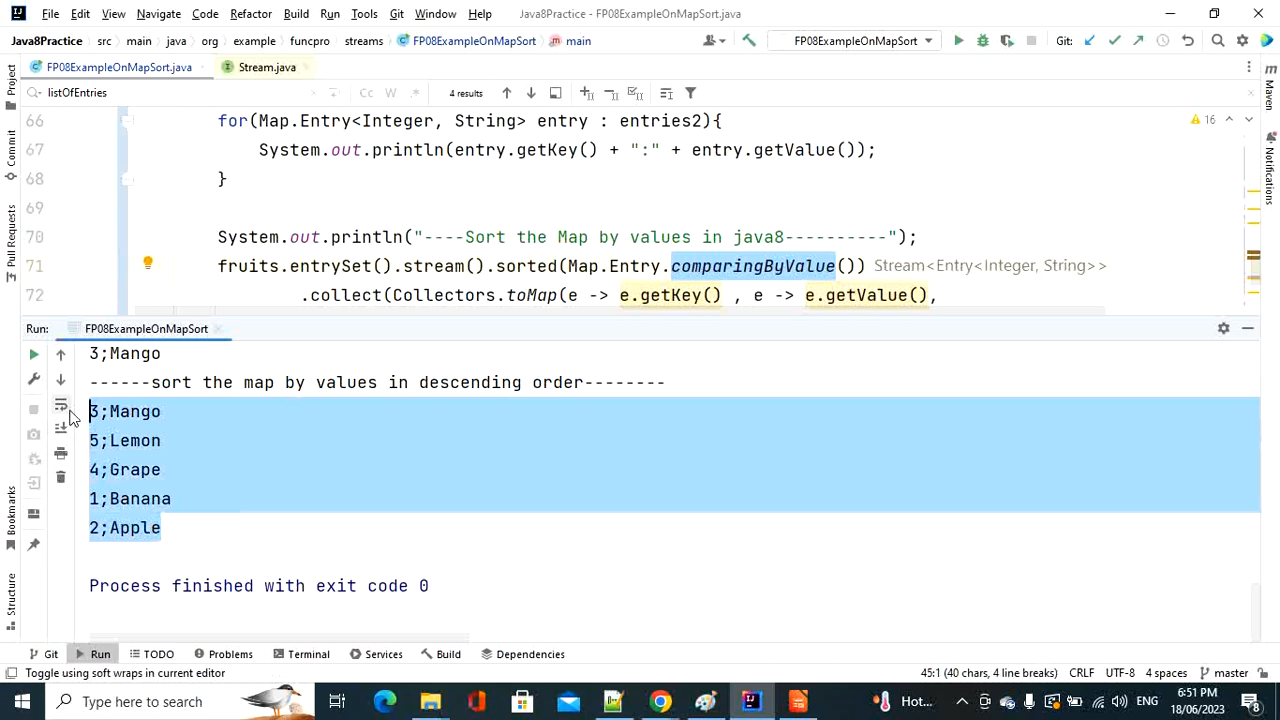 File Edit View Navigate Code Refactor Build Run Tools Git Window Help Java8Practice - FP08ExampleOnMapSort.java
Java8Practice src main java org example funcpro streams FP08ExampleOnMapSort main FP08ExampleOnMapSort Git:
FP08ExampleOnMapSort.java Stream.java
listOfEntries Cc W .* 4 results
66 for(Map.Entry<Integer, String> entry : entries2){ 16
67 System.out.println(entry.getKey() + ":" + entry.getValue());
68 }
69
70 System.out.println("----Sort the Map by values in java8----------");
71 fruits.entrySet().stream().sorted(Map.Entry.comparingByValue()) Stream<Entry<Integer, String>>
72 .collect(Collectors.toMap(e -> e.getKey() , e -> e.getValue(),
Run: FP08ExampleOnMapSort
3;Mango
------sort the map by values in descending order--------
3;Mango
5;Lemon
4;Grape
1;Banana
2;Apple
Process finished with exit code 0
Project
Commit
Pull Requests
Bookmarks
Structure
Maven
Notifications
Git Run TODO Problems Terminal Services Build Dependencies
Toggle using soft wraps in current editor 45:1 (40 chars, 4 line breaks) CRLF UTF-8 4 spaces master
Type here to search Hot... ENG 6:51 PM
18/06/2023 8